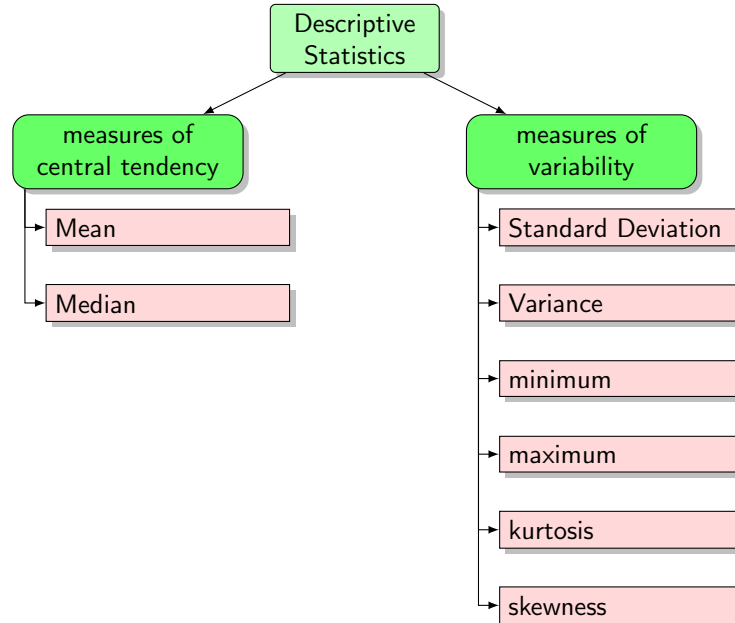 Descriptive
Statistics
measures of
central tendency
Mean
Median
measures of
variability
Standard Deviation
Variance
minimum
maximum
kurtosis
skewness